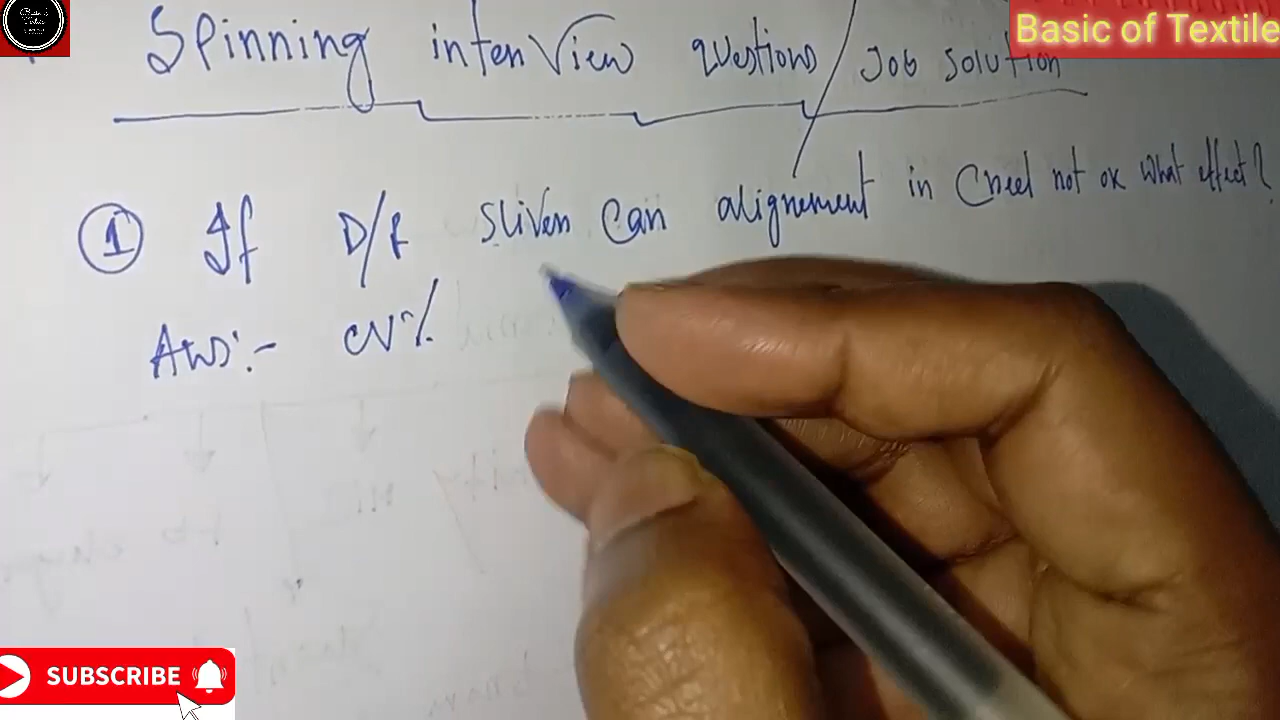 Basic of Textile
Spinning interView questions / Job solution
① If D/F sliver can alignement in Creel not ok what effect?
Ans:- CV%
SUBSCRIBE